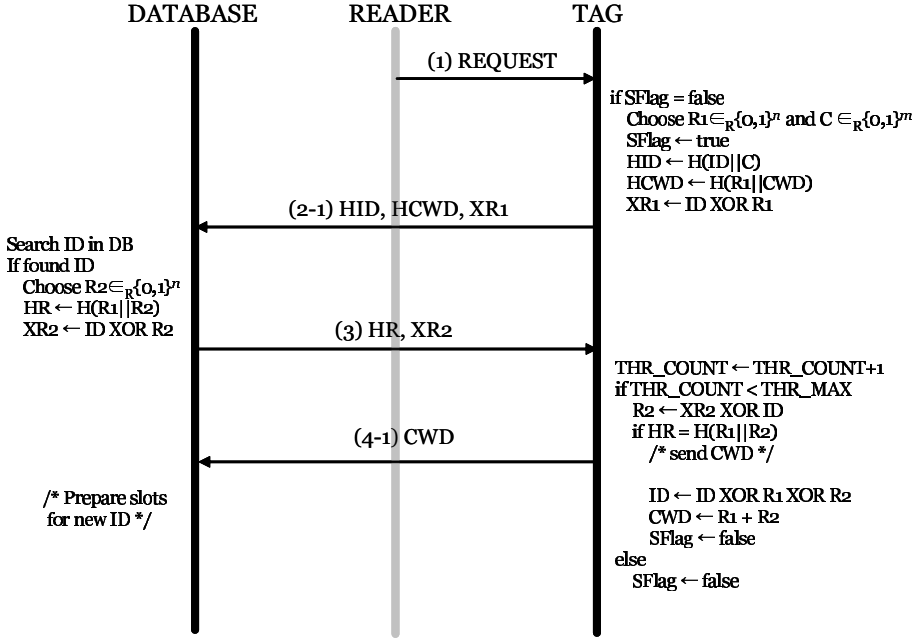 DATABASE READER TAG
(1) REQUEST
if SFlag = false
Choose R1∈R{0,1}n and C ∈R{0,1}m
SFlag ← true
HID ← H(ID||C)
HCWD ← H(R1||CWD)
XR1 ← ID XOR R1
(2-1) HID, HCWD, XR1
Search ID in DB
If found ID
Choose R2∈R{0,1}n
HR ← H(R1||R2)
XR2 ← ID XOR R2
(3) HR, XR2
THR_COUNT ← THR_COUNT+1
if THR_COUNT < THR_MAX
R2 ← XR2 XOR ID
if HR = H(R1||R2)
/* send CWD */
(4-1) CWD
/* Prepare slots
for new ID */
ID ← ID XOR R1 XOR R2
CWD ← R1 + R2
SFlag ← false
else
SFlag ← false